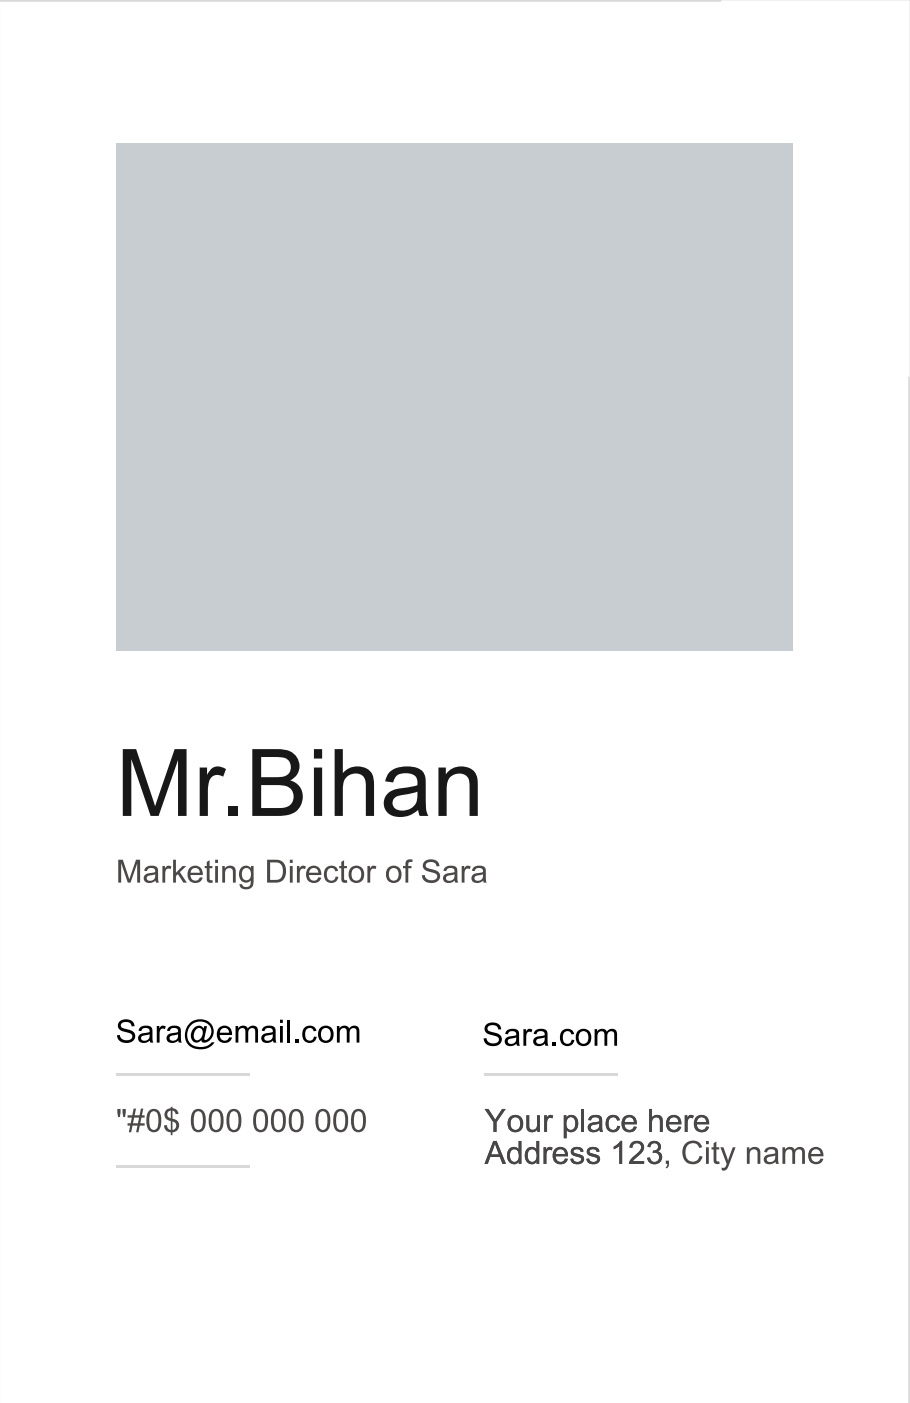 Mr.Bihan
Marketing Director of Sara
Sara@email.com
"#0$ 000 000 000
Sara.com
Your place here
Address 123, City name